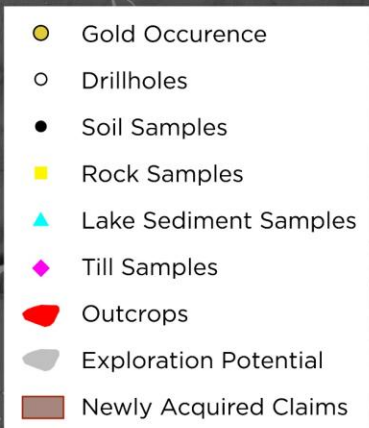 Gold Occurence
Drillholes
Soil Samples
Rock Samples
Lake Sediment Samples
Till Samples
Outcrops
Exploration Potential
Newly Acquired Claims